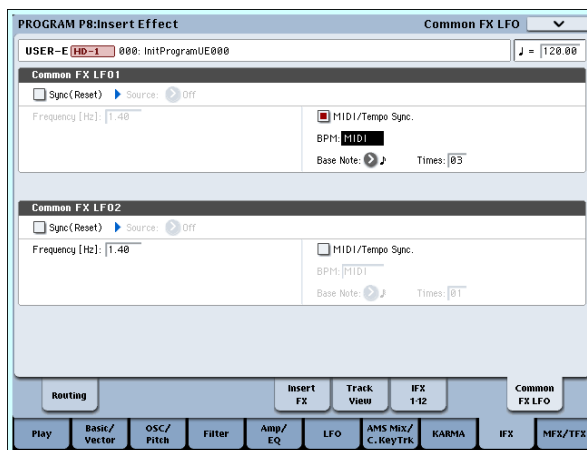 PROGRAM P8:Insert Effect Common FX LFO
USER-E HD-1 000: InitProgramUE000 ♩ = 120.00
Common FX LFO1
Sync(Reset) Source: Off
Frequency [Hz]: 1.40 MIDI/Tempo Sync.
BPM: MIDI
Base Note: ♪ Times: 03
Common FX LFO2
Sync(Reset) Source: Off
Frequency [Hz]: 1.40 MIDI/Tempo Sync.
BPM: MIDI
Base Note: ♪ Times: 01
Routing Insert FX Track View IFX 1-12 Common FX LFO
Play Basic/Vector OSC/Pitch Filter Amp/EQ LFO AMS Mix/C.KeyTrk KARMA IFX MFX/TFX